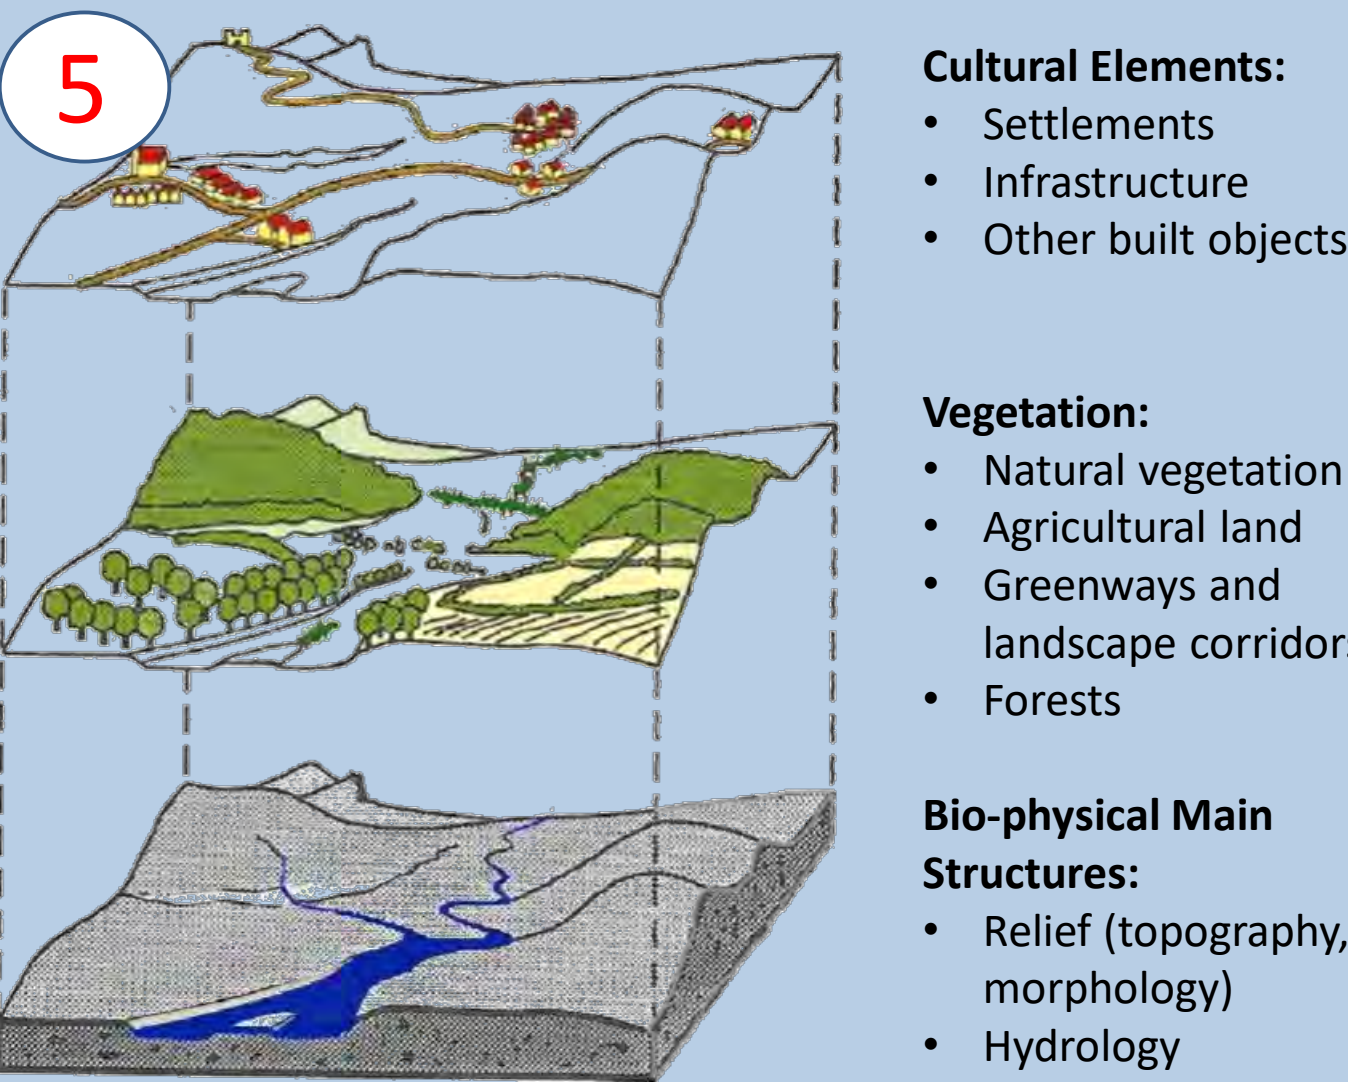 5
Cultural Elements:
• Settlements
• Infrastructure
• Other built objects
Vegetation:
• Natural vegetation
• Agricultural land
• Greenways and
landscape corridors
• Forests
Bio-physical Main
Structures:
• Relief (topography,
morphology)
• Hydrology